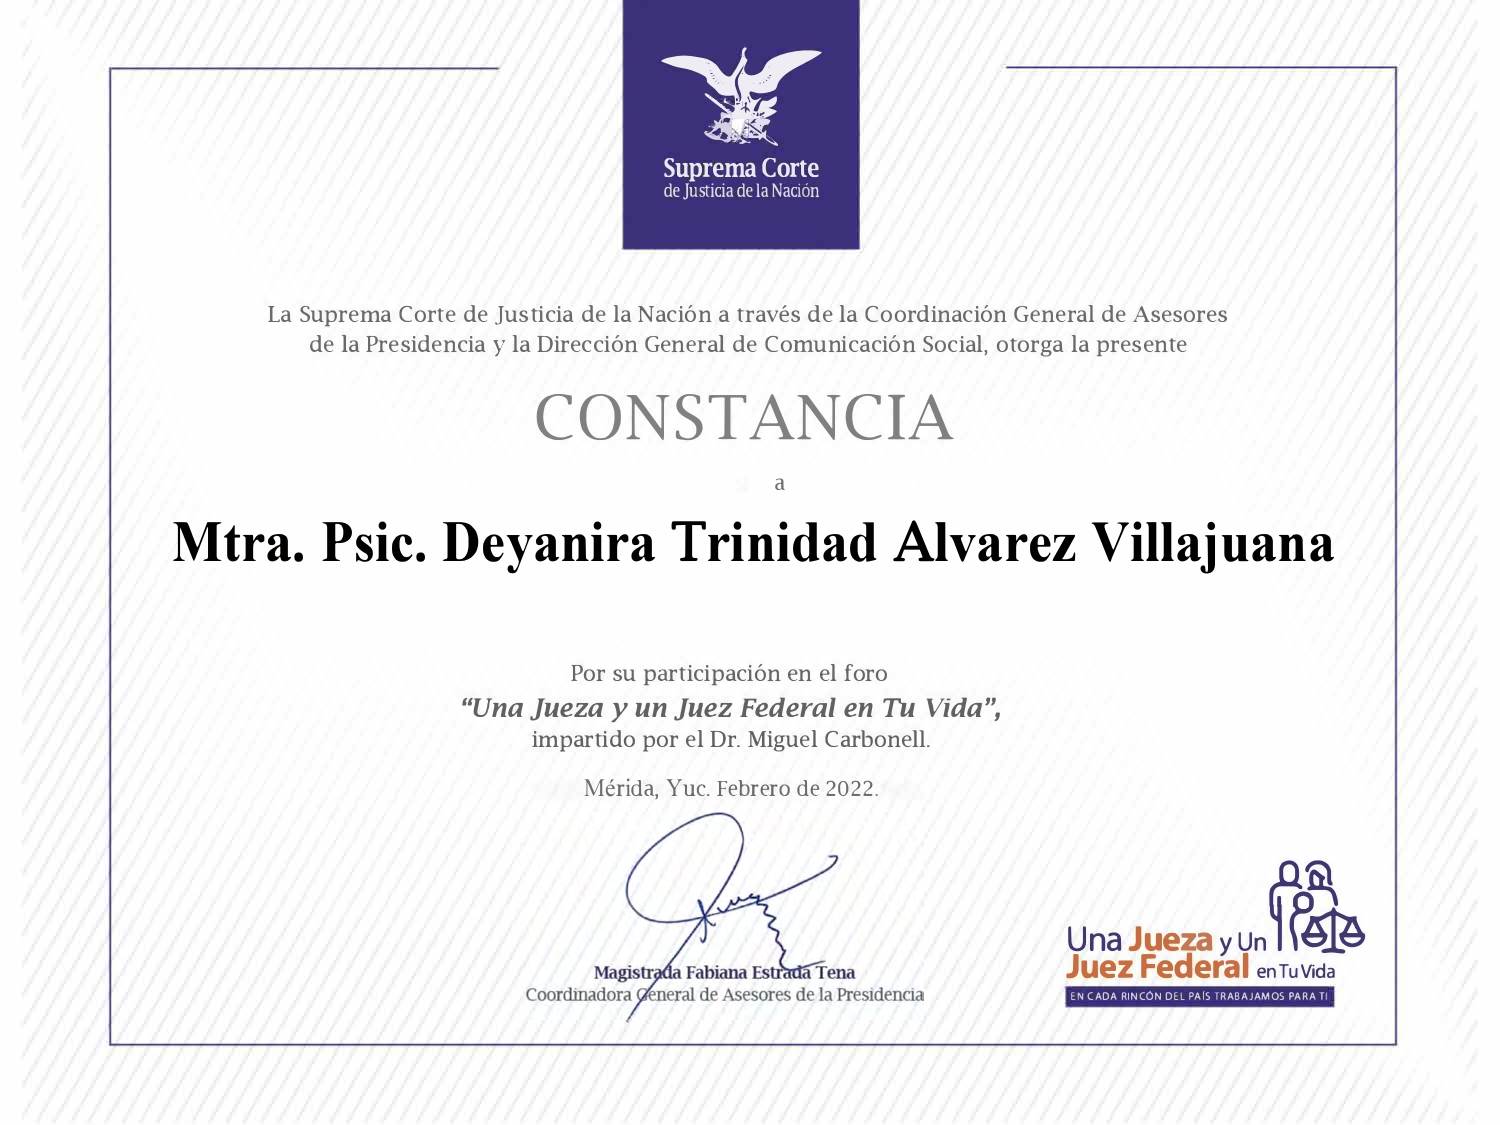 Suprema Corte
de Justicia de la Nación
La Suprema Corte de Justicia de la Nación a través de la Coordinación General de Asesores
de la Presidencia y la Dirección General de Comunicación Social, otorga la presente
CONSTANCIA
a
Mtra. Psic. Deyanira Trinidad Alvarez Villajuana
Por su participación en el foro
“Una Jueza y un Juez Federal en Tu Vida”,
impartido por el Dr. Miguel Carbonell.
Mérida, Yuc. Febrero de 2022.
Magistrada Fabiana Estrada Tena
Coordinadora General de Asesores de la Presidencia
Una Jueza y Un
Juez Federal en Tu Vida
EN CADA RINCÓN DEL PAÍS TRABAJAMOS PARA TI